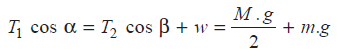 T₁ cos α = T₂ cos β + w = M.g/2 + m.g